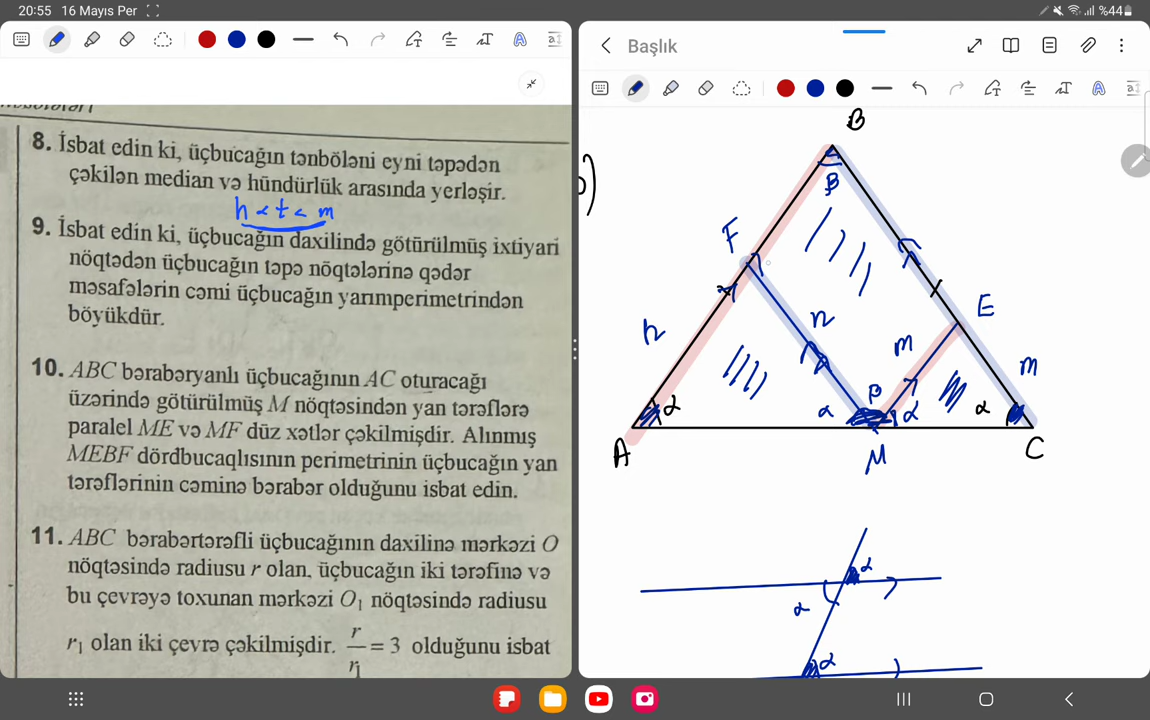 20:55 16 Mayıs Per
%44
Başlık
8. İsbat edin ki, üçbucağın tənböləni eyni təpədən
çəkilən median və hündürlük arasında yerləşir.
h < t < m
9. İsbat edin ki, üçbucağın daxilində götürülmüş ixtiyari
nöqtədən üçbucağın təpə nöqtələrinə qədər
məsafələrin cəmi üçbucağın yarımperimetrindən
böyükdür.
10. ABC bərabəryanlı üçbucağının AC oturacağı
üzərində götürülmüş M nöqtəsindən yan tərəflərə
paralel ME və MF düz xətlər çəkilmişdir. Alınmış
MEBF dördbucaqlısının perimetrinin üçbucağın yan
tərəflərinin cəminə bərabər olduğunu isbat edin.
11. ABC bərabərtərəfli üçbucağının daxilinə mərkəzi O
nöqtəsində radiusu r olan, üçbucağın iki tərəfinə və
bu çevrəyə toxunan mərkəzi O₁ nöqtəsində radiusu
r₁ olan iki çevrə çəkilmişdir. r/r₁ = 3 olduğunu isbat
B
β
F
E
n
n
m
m
β
α
α
α
α
A
M
C
α
α
α